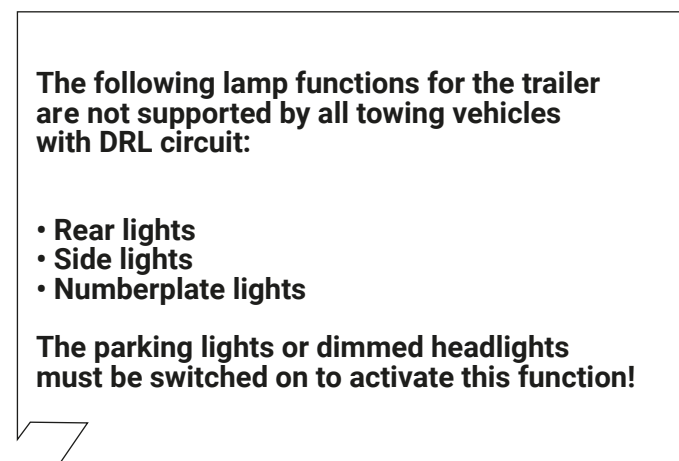 The following lamp functions for the trailer
are not supported by all towing vehicles
with DRL circuit:
• Rear lights
• Side lights
• Numberplate lights
The parking lights or dimmed headlights
must be switched on to activate this function!